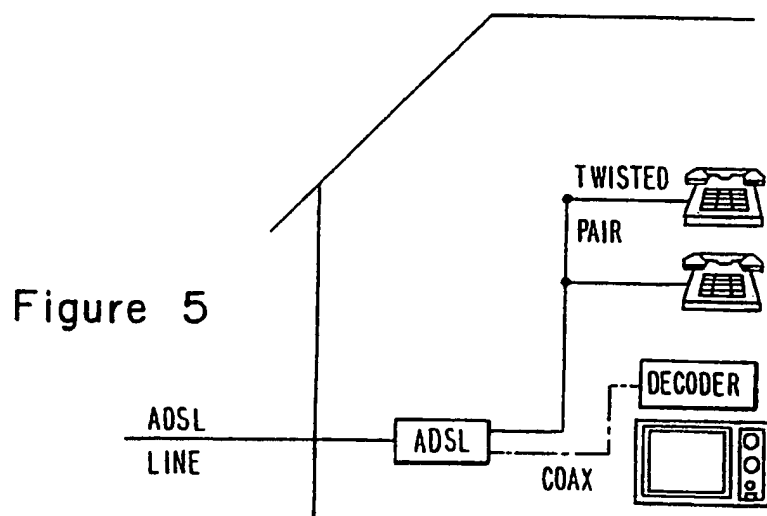 TWISTED
PAIR
Figure 5
DECODER
ADSL
LINE
ADSL
COAX